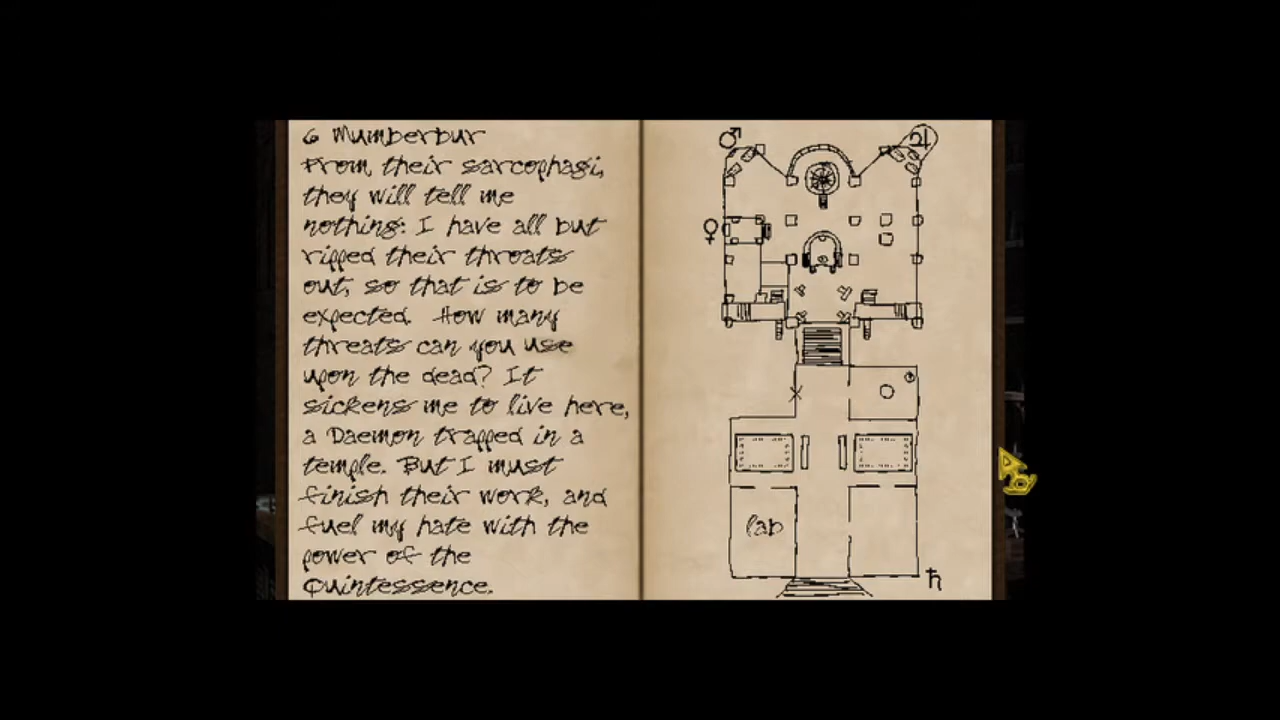 6 Mumberbur
From their sarcophagi,
they will tell me
nothing: I have all but
ripped their throats
out, so that is to be
expected. How many
threats can you use
upon the dead? It
sickens me to live here,
a Daemon trapped in a
temple. But I must
finish their work, and
fuel my hate with the
power of the
Quintessence.
♂ ♃
♀
lab
♄